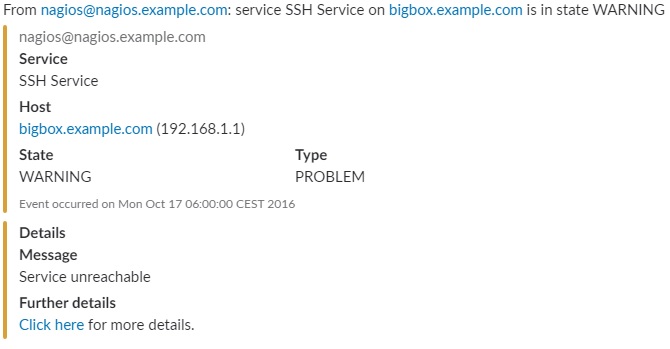 From nagios@nagios.example.com: service SSH Service on bigbox.example.com is in state WARNING
nagios@nagios.example.com
Service
SSH Service
Host
bigbox.example.com (192.168.1.1)
State Type
WARNING PROBLEM
Event occurred on Mon Oct 17 06:00:00 CEST 2016
Details
Message
Service unreachable
Further details
Click here for more details.